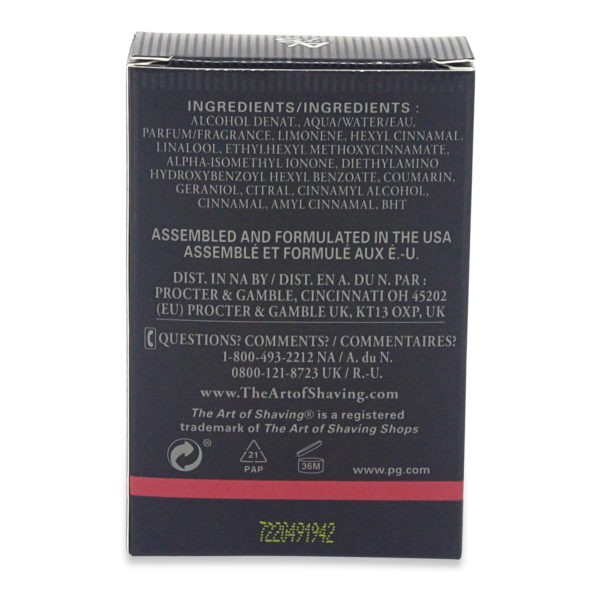 INGREDIENTS/INGREDIENTS :
ALCOHOL DENAT., AQUA/WATER/EAU,
PARFUM/FRAGRANCE, LIMONENE, HEXYL CINNAMAL,
LINALOOL, ETHYLHEXYL METHOXYCINNAMATE,
ALPHA-ISOMETHYL IONONE, DIETHYLAMINO
HYDROXYBENZOYL HEXYL BENZOATE, COUMARIN,
GERANIOL, CITRAL, CINNAMYL ALCOHOL,
CINNAMAL, AMYL CINNAMAL, BHT
ASSEMBLED AND FORMULATED IN THE USA
ASSEMBLÉ ET FORMULÉ AUX É.-U.
DIST. IN NA BY / DIST. EN A. DU N. PAR :
PROCTER & GAMBLE, CINCINNATI OH 45202
(EU) PROCTER & GAMBLE UK, KT13 OXP, UK
QUESTIONS? COMMENTS? / COMMENTAIRES?
1-800-493-2212 NA / A. du N.
0800-121-8723 UK / R.-U.
www.TheArtofShaving.com
The Art of Shaving® is a registered
trademark of The Art of Shaving Shops
®
21
PAP
36M
www.pg.com
7220491942